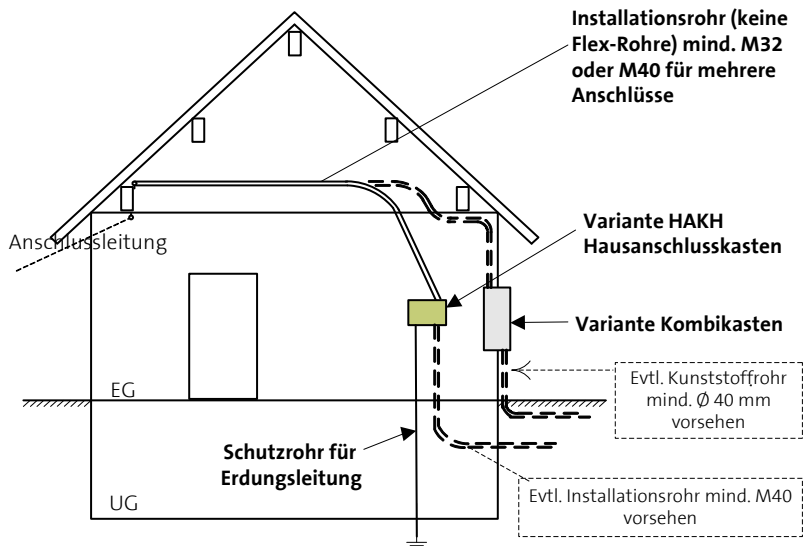 Installationsrohr (keine
Flex-Rohre) mind. M32
oder M40 für mehrere
Anschlüsse
Anschlussleitung
Variante HAKH
Hausanschlusskasten
Variante Kombikasten
EG
Evtl. Kunststoffrohr
mind. Ø 40 mm
vorsehen
Schutzrohr für
Erdungsleitung
UG
Evtl. Installationsrohr mind. M40
vorsehen